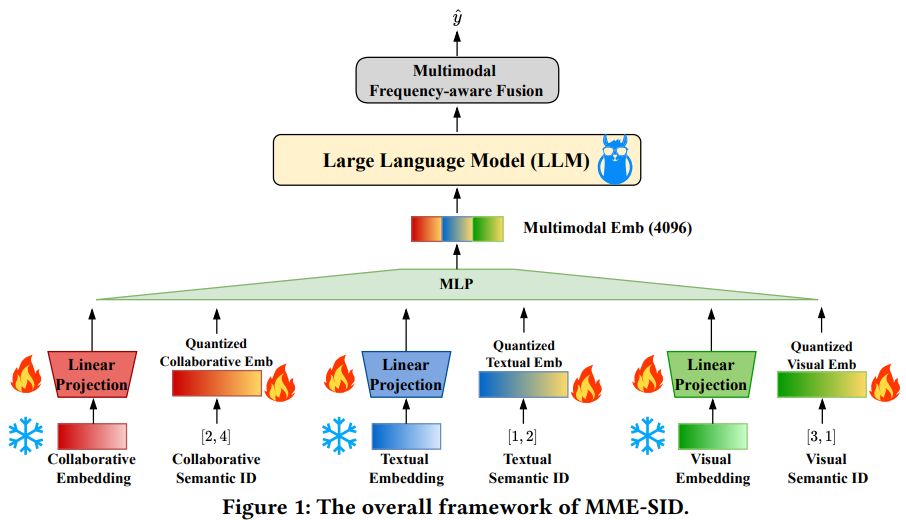 ŷ
Multimodal
Frequency-aware Fusion
Large Language Model (LLM)
Multimodal Emb (4096)
MLP
Linear
Projection
Quantized
Collaborative Emb
Linear
Projection
Quantized
Textual Emb
Linear
Projection
Quantized
Visual Emb
Collaborative
Embedding
[2, 4]
Collaborative
Semantic ID
Textual
Embedding
[1, 2]
Textual
Semantic ID
Visual
Embedding
[3, 1]
Visual
Semantic ID
Figure 1: The overall framework of MME-SID.